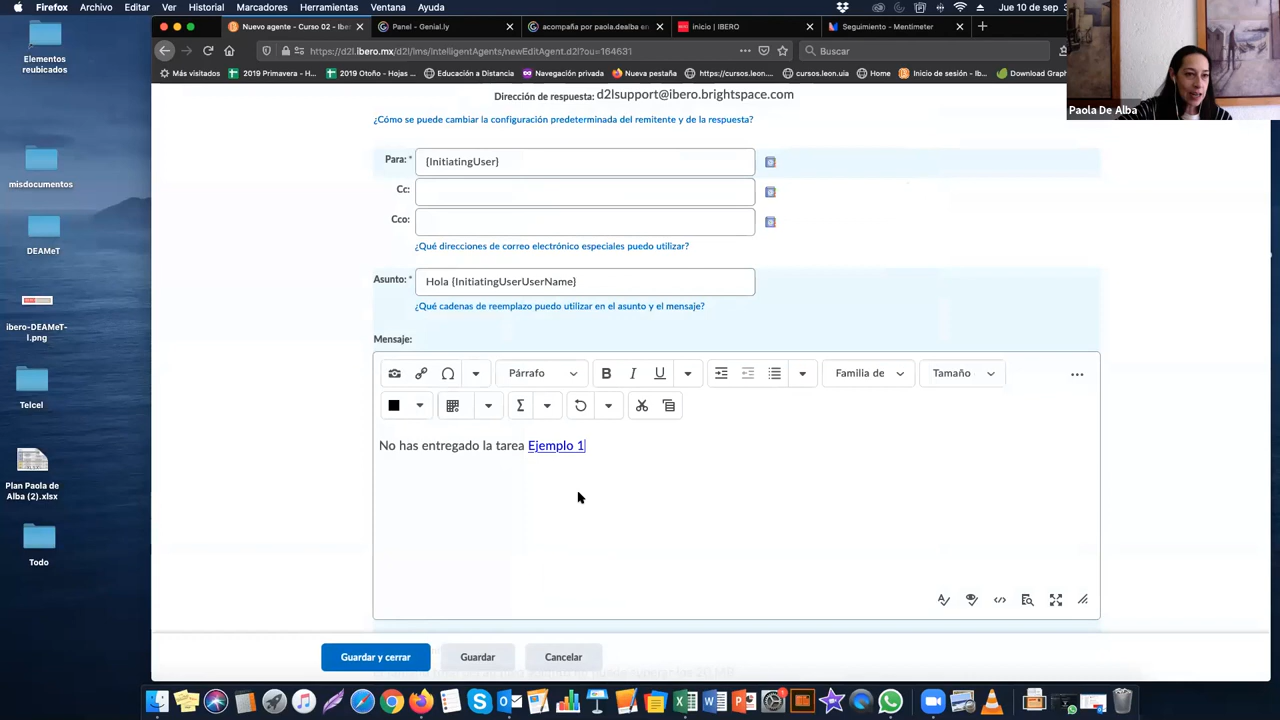 Firefox Archivo Editar Ver Historial Marcadores Herramientas Ventana Ayuda
Jue 10 de sep
Nuevo agente - Curso 02 - Ibero
Panel - Genial.ly
acompaña por paola.dealba en
inicio | IBERO
Seguimiento - Mentimeter
https://d2l.ibero.mx/d2l/lms/IntelligentAgents/newEditAgent.d2l?ou=164631
Buscar
Más visitados
2019 Primavera - H...
2019 Otoño - Hojas ...
Educación a Distancia
Navegación privada
Nueva pestaña
https://cursos.leon.uia
cursos.leon.uia
Home
Inicio de sesión - Ib...
Download Graph
Paola De Alba
Elementos
reubicados
misdocumentos
DEAMeT
ibero-DEAMeT-
l.png
Telcel
Plan Paola de
Alba (2).xlsx
Todo
Dirección de respuesta: d2lsupport@ibero.brightspace.com
¿Cómo se puede cambiar la configuración predeterminada del remitente y de la respuesta?
Para: * {InitiatingUser}
Cc:
Cco:
¿Qué direcciones de correo electrónico especiales puedo utilizar?
Asunto: * Hola {InitiatingUserUserName}
¿Qué cadenas de reemplazo puedo utilizar en el asunto y el mensaje?
Mensaje:
Párrafo
B I U
Familia de
Tamaño
No has entregado la tarea Ejemplo 1
Guardar y cerrar
Guardar
Cancelar